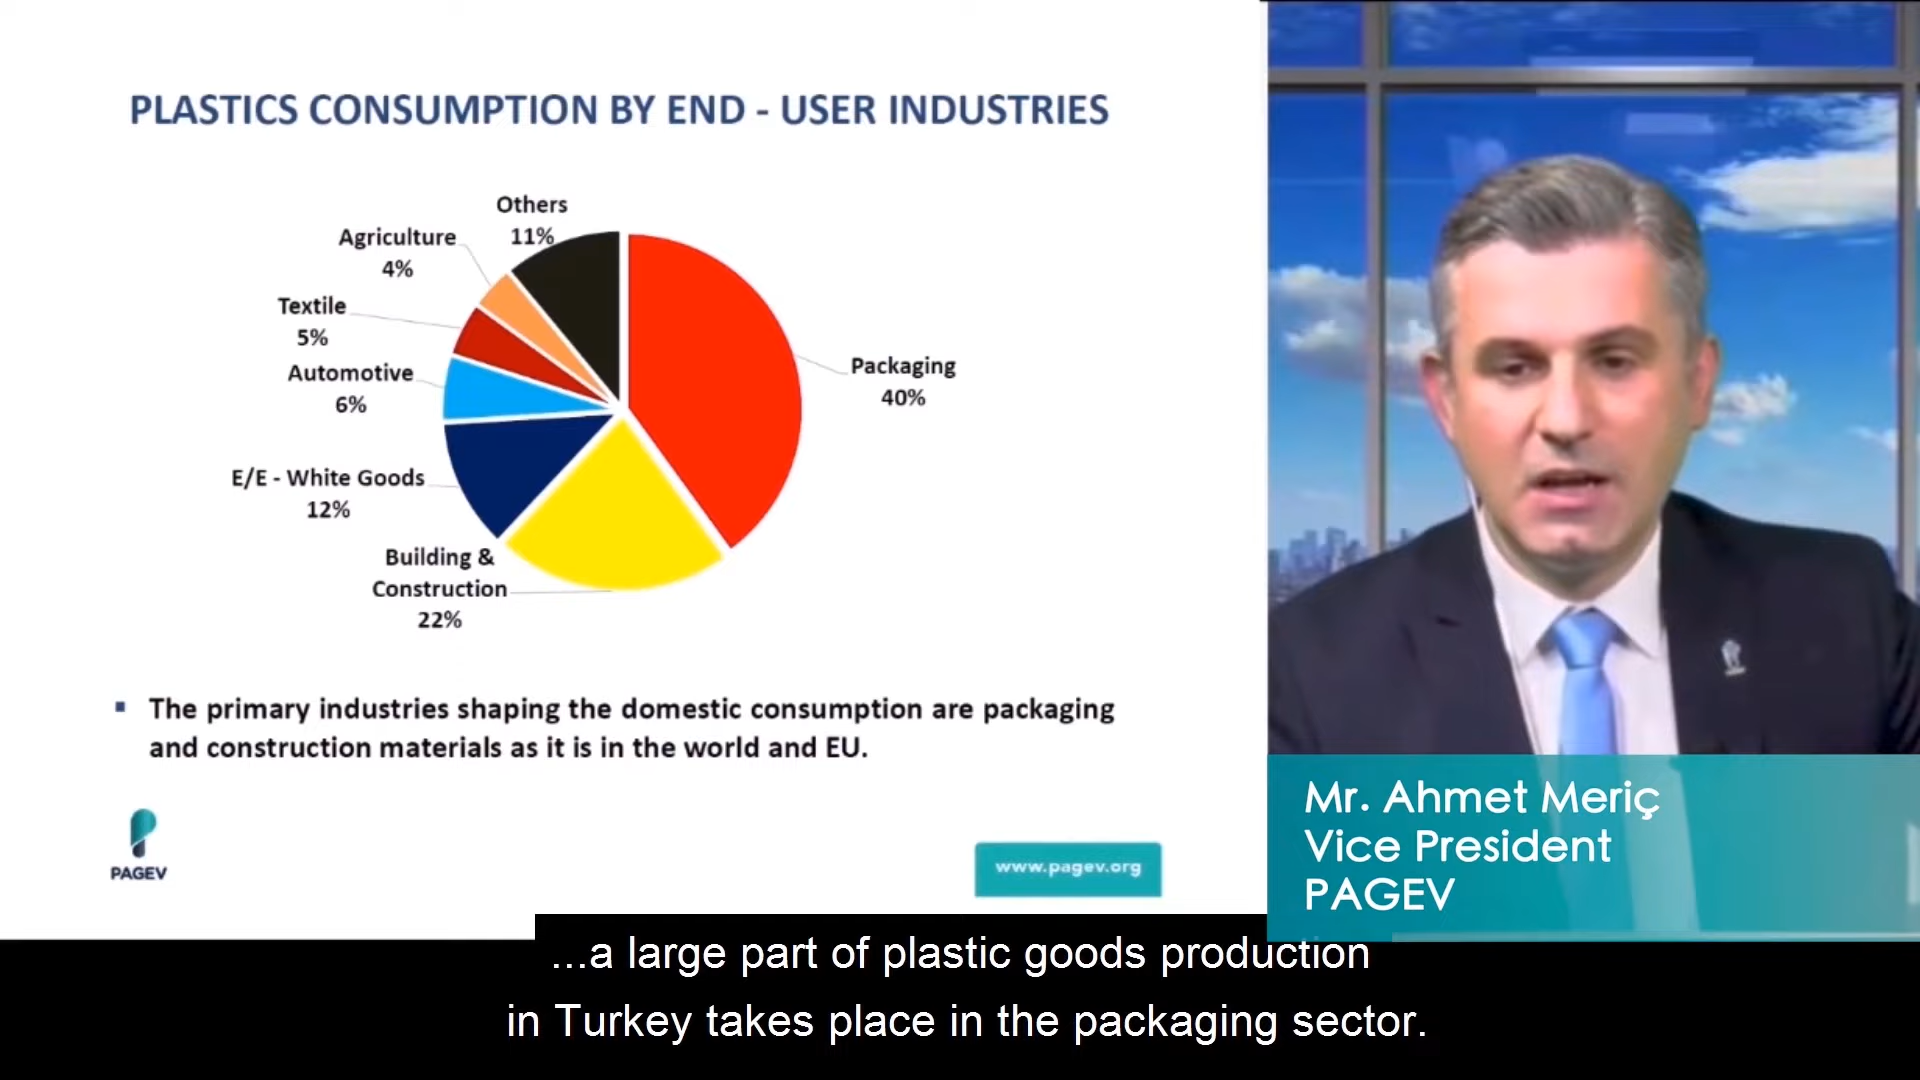 PLASTICS CONSUMPTION BY END - USER INDUSTRIES
Others
11%
Agriculture
4%
Textile
5%
Automotive
6%
E/E - White Goods
12%
Building &
Construction
22%
Packaging
40%
▪ The primary industries shaping the domestic consumption are packaging
and construction materials as it is in the world and EU.
PAGEV
www.pagev.org
Mr. Ahmet Meriç
Vice President
PAGEV
...a large part of plastic goods production
in Turkey takes place in the packaging sector.